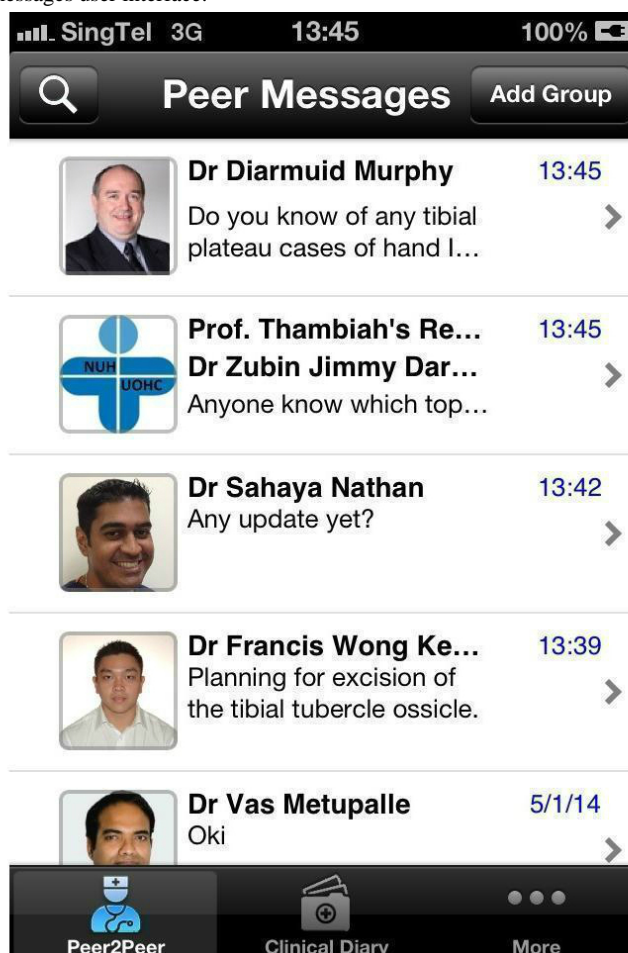 essages user interface.
SingTel 3G 13:45 100%
Peer Messages Add Group
Dr Diarmuid Murphy 13:45
Do you know of any tibial
plateau cases of hand I...
Prof. Thambiah's Re... 13:45
Dr Zubin Jimmy Dar...
Anyone know which top...
NUH
UOHC
Dr Sahaya Nathan 13:42
Any update yet?
Dr Francis Wong Ke... 13:39
Planning for excision of
the tibial tubercle ossicle.
Dr Vas Metupalle 5/1/14
Oki
Peer2Peer Clinical Diary More